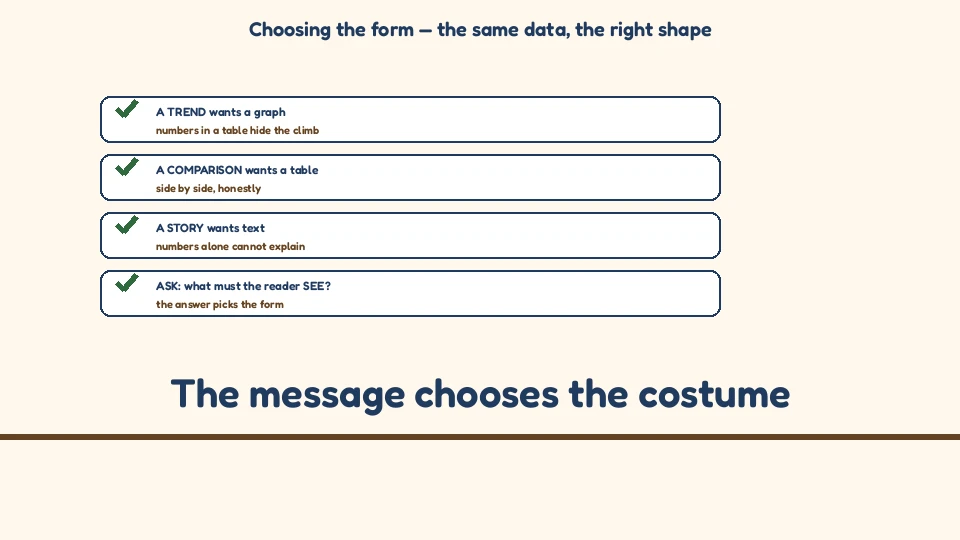 Choosing the form — the same data, the right shape
A TREND wants a graph
numbers in a table hide the climb
A COMPARISON wants a table
side by side, honestly
A STORY wants text
numbers alone cannot explain
ASK: what must the reader SEE?
the answer picks the form
The message chooses the costume